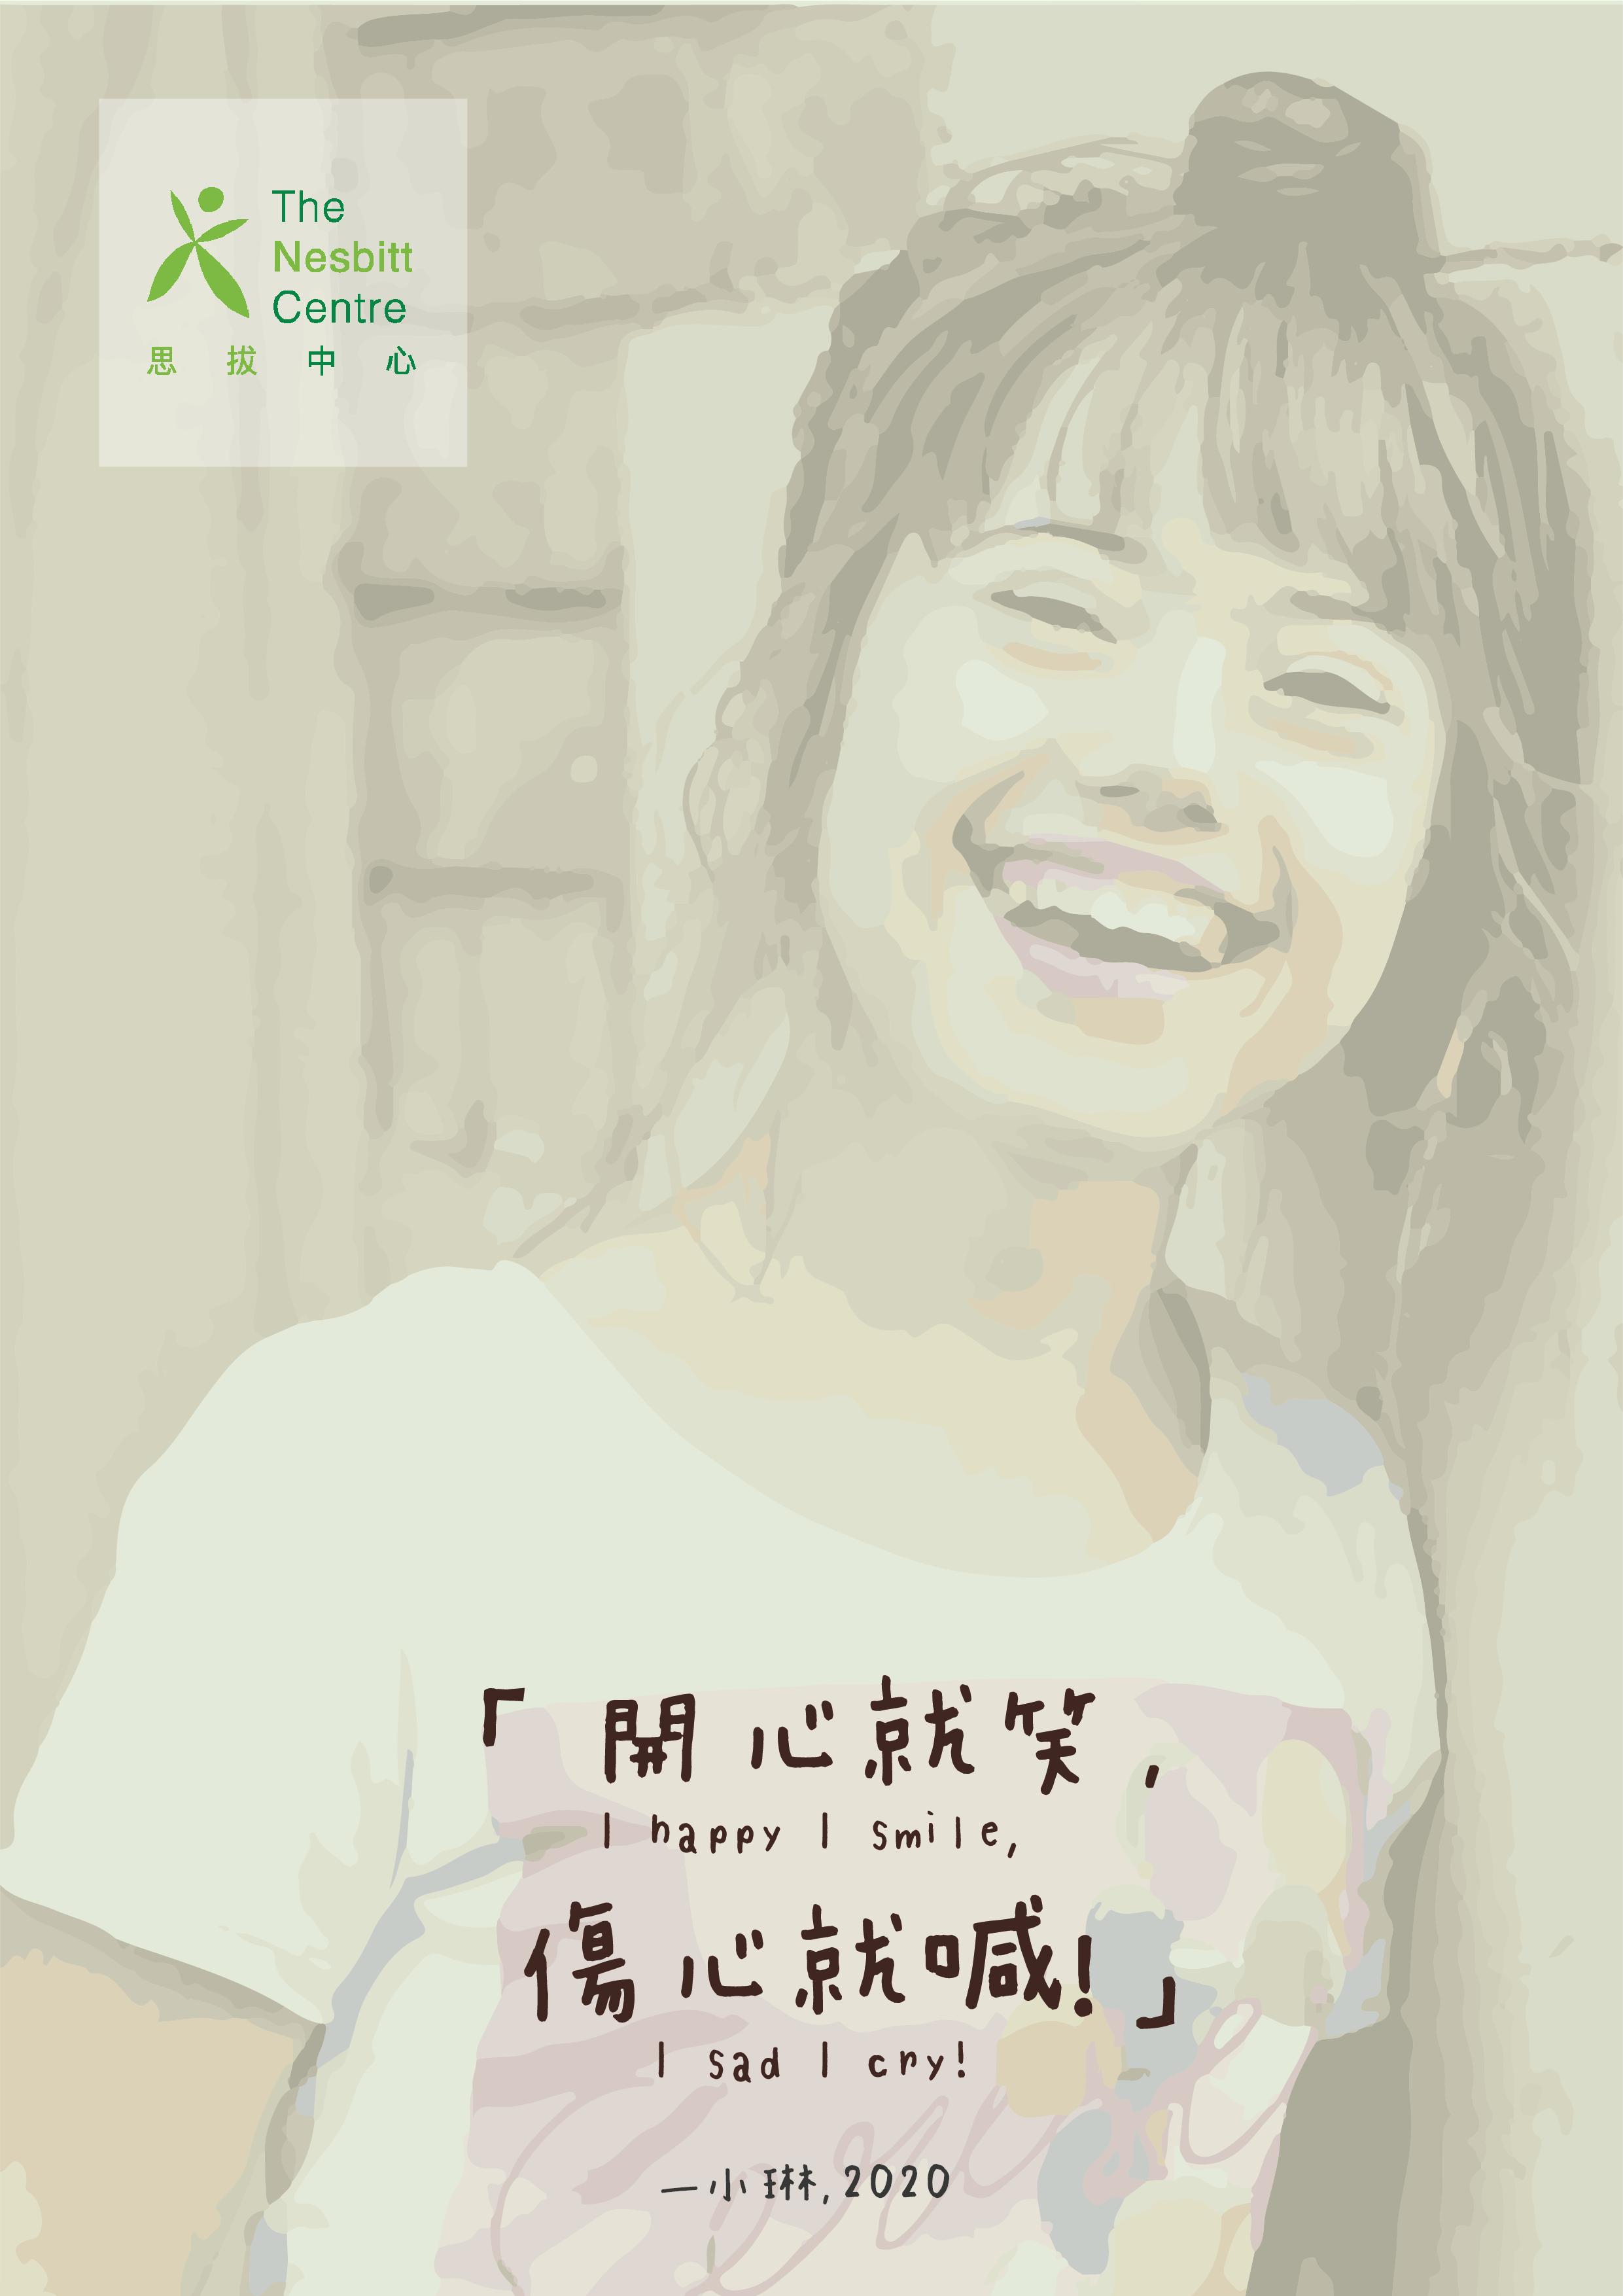 The
Nesbitt
Centre
思拔中心
「開心就笑，
I happy I smile,
傷心就喊!」
I sad I cry!
—小琳, 2020